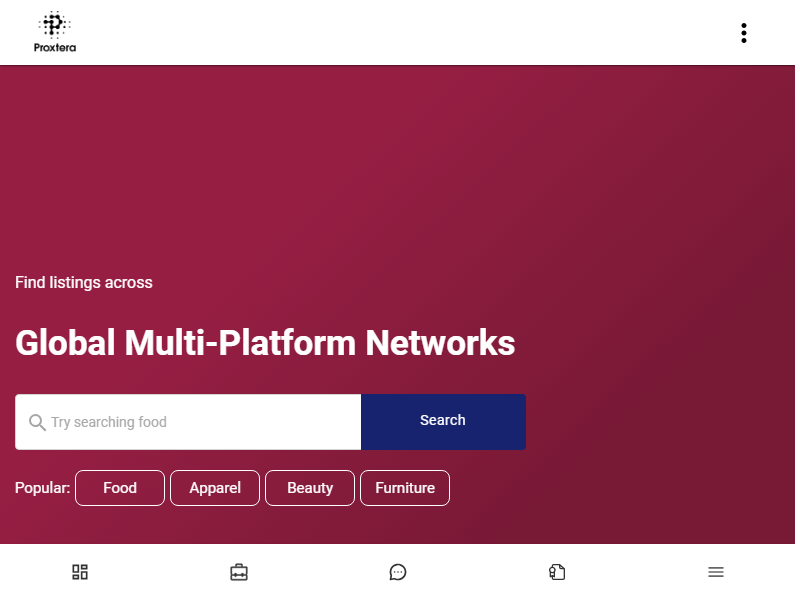 Proxtera
Find listings across
Global Multi-Platform Networks
Try searching food
Search
Popular:
Food
Apparel
Beauty
Furniture